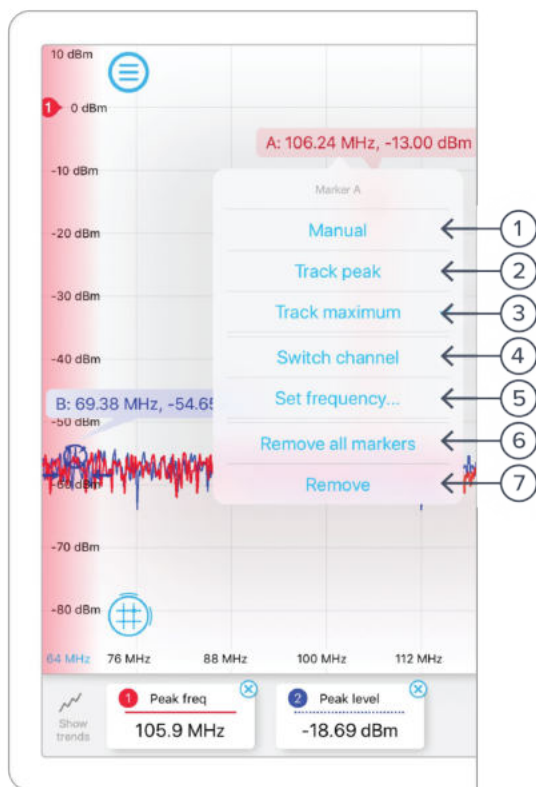 10 dBm
1
0 dBm
A: 106.24 MHz, -13.00 dBm
-10 dBm
Marker A
Manual
1
-20 dBm
Track peak
2
-30 dBm
Track maximum
3
-40 dBm
Switch channel
4
B: 69.38 MHz, -54.65
Set frequency...
5
-50 dBm
Remove all markers
6
-60 dBm
Remove
7
-70 dBm
-80 dBm
64 MHz 76 MHz 88 MHz 100 MHz 112 MHz
Show
trends
1 Peak freq
105.9 MHz
2 Peak level
-18.69 dBm